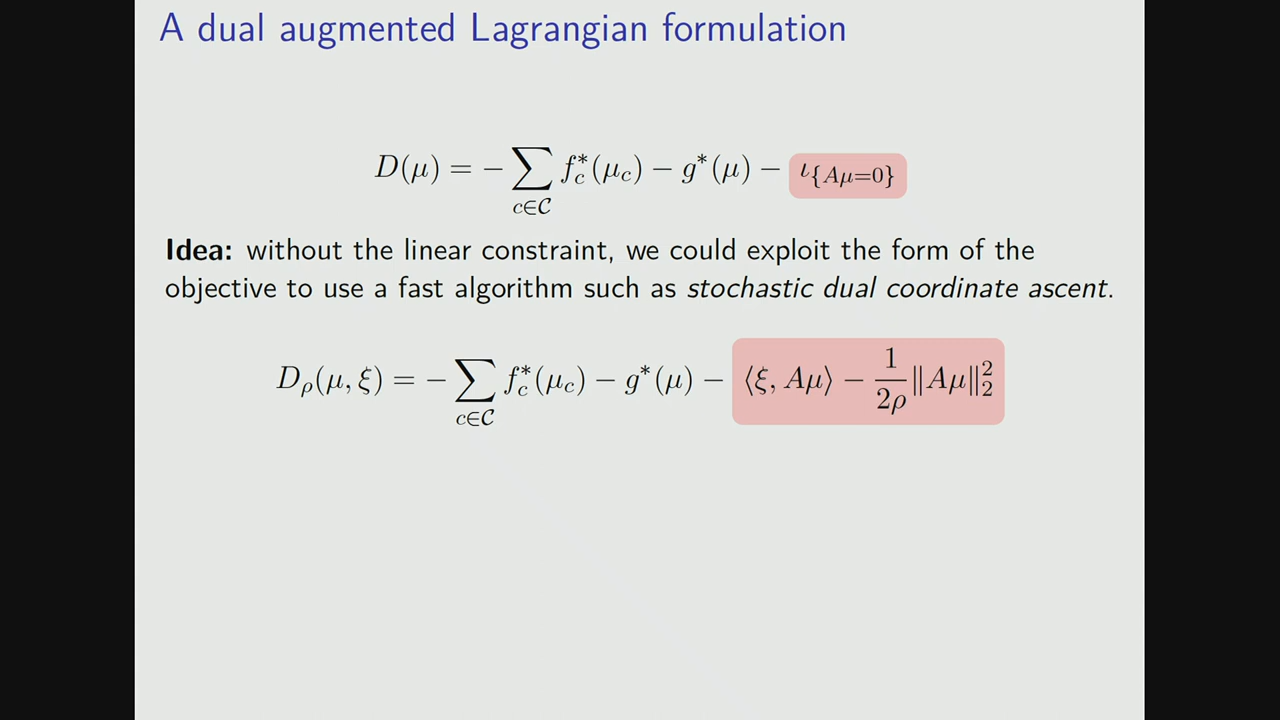 A dual augmented Lagrangian formulation
D(μ) = − ∑_{c∈𝒞} f_c^*(μ_c) − g^*(μ) − ι_{{Aμ=0}}
Idea: without the linear constraint, we could exploit the form of the
objective to use a fast algorithm such as stochastic dual coordinate ascent.
D_ρ(μ, ξ) = − ∑_{c∈𝒞} f_c^*(μ_c) − g^*(μ) − ⟨ξ, Aμ⟩ − \frac{1}{2ρ}‖Aμ‖_2^2